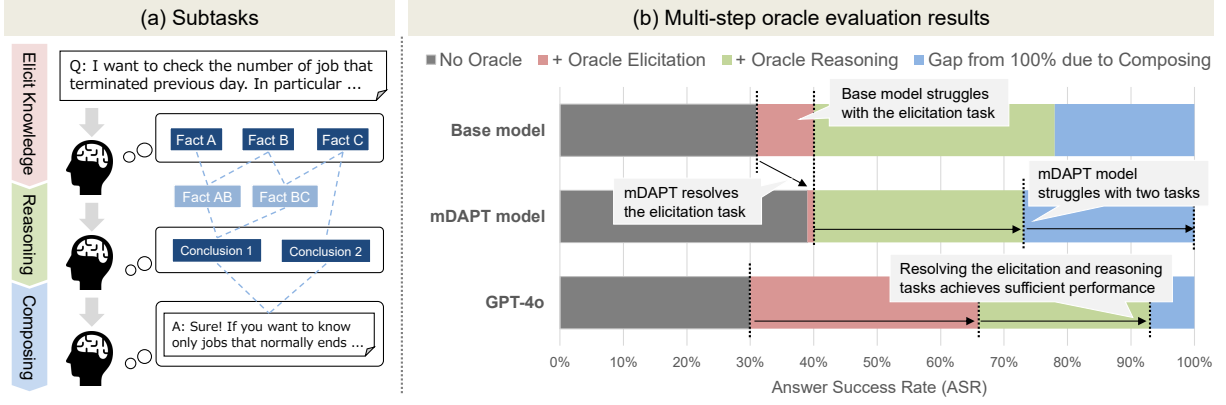 (a) Subtasks
Elicit Knowledge
Reasoning
Composing
Q: I want to check the number of job that
terminated previous day. In particular ...
Fact A
Fact B
Fact C
Fact AB
Fact BC
Conclusion 1
Conclusion 2
A: Sure! If you want to know
only jobs that normally ends ...
(b) Multi-step oracle evaluation results
No Oracle
+ Oracle Elicitation
+ Oracle Reasoning
Gap from 100% due to Composing
Base model
Base model struggles
with the elicitation task
mDAPT model
mDAPT resolves
the elicitation task
mDAPT model
struggles with two tasks
GPT-4o
Resolving the elicitation and reasoning
tasks achieves sufficient performance
0%
10%
20%
30%
40%
50%
60%
70%
80%
90%
100%
Answer Success Rate (ASR)